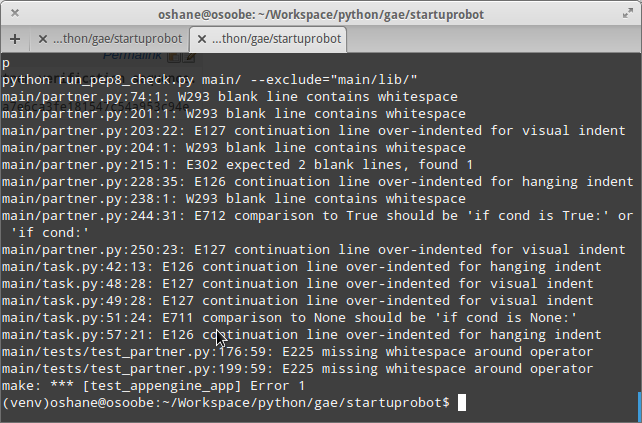 oshane@osoobe: ~/Workspace/python/gae/startuprobot
...thon/gae/startuprobot
...thon/gae/startuprobot
p
Permalink
python run_pep8_check.py main/ --exclude="main/lib/"
main/partner.py:74:1: W293 blank line contains whitespace
main/partner.py:201:1: W293 blank line contains whitespace
main/partner.py:203:22: E127 continuation line over-indented for visual indent
main/partner.py:204:1: W293 blank line contains whitespace
main/partner.py:215:1: E302 expected 2 blank lines, found 1
main/partner.py:228:35: E126 continuation line over-indented for hanging indent
main/partner.py:238:1: W293 blank line contains whitespace
main/partner.py:244:31: E712 comparison to True should be 'if cond is True:' or
'if cond:'
main/partner.py:250:23: E127 continuation line over-indented for visual indent
main/task.py:42:13: E126 continuation line over-indented for hanging indent
main/task.py:48:28: E127 continuation line over-indented for visual indent
main/task.py:49:28: E127 continuation line over-indented for visual indent
main/task.py:51:24: E711 comparison to None should be 'if cond is None:'
main/task.py:57:21: E126 continuation line over-indented for hanging indent
main/tests/test_partner.py:176:59: E225 missing whitespace around operator
main/tests/test_partner.py:199:59: E225 missing whitespace around operator
make: *** [test_appengine_app] Error 1
(venv)oshane@osoobe:~/Workspace/python/gae/startuprobot$